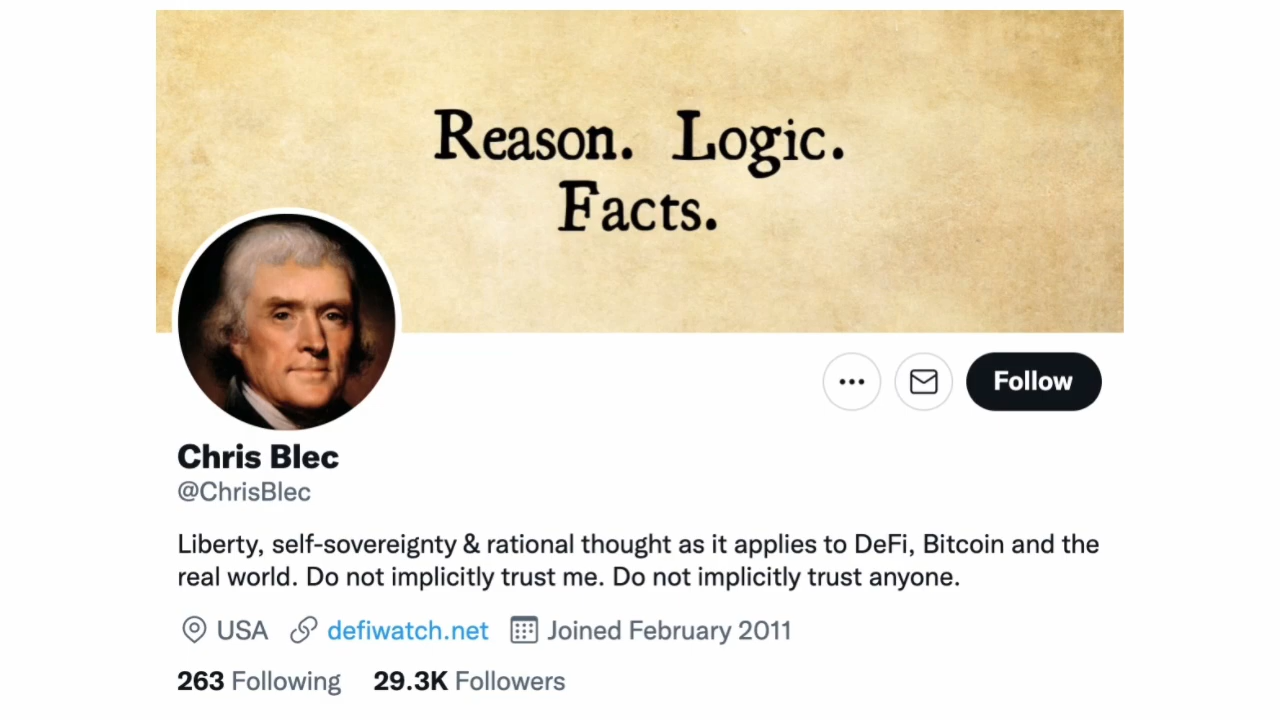 Reason. Logic.
Facts.
Follow
Chris Blec
@ChrisBlec
Liberty, self-sovereignty & rational thought as it applies to DeFi, Bitcoin and the
real world. Do not implicitly trust me. Do not implicitly trust anyone.
USA defiwatch.net Joined February 2011
263 Following 29.3K Followers